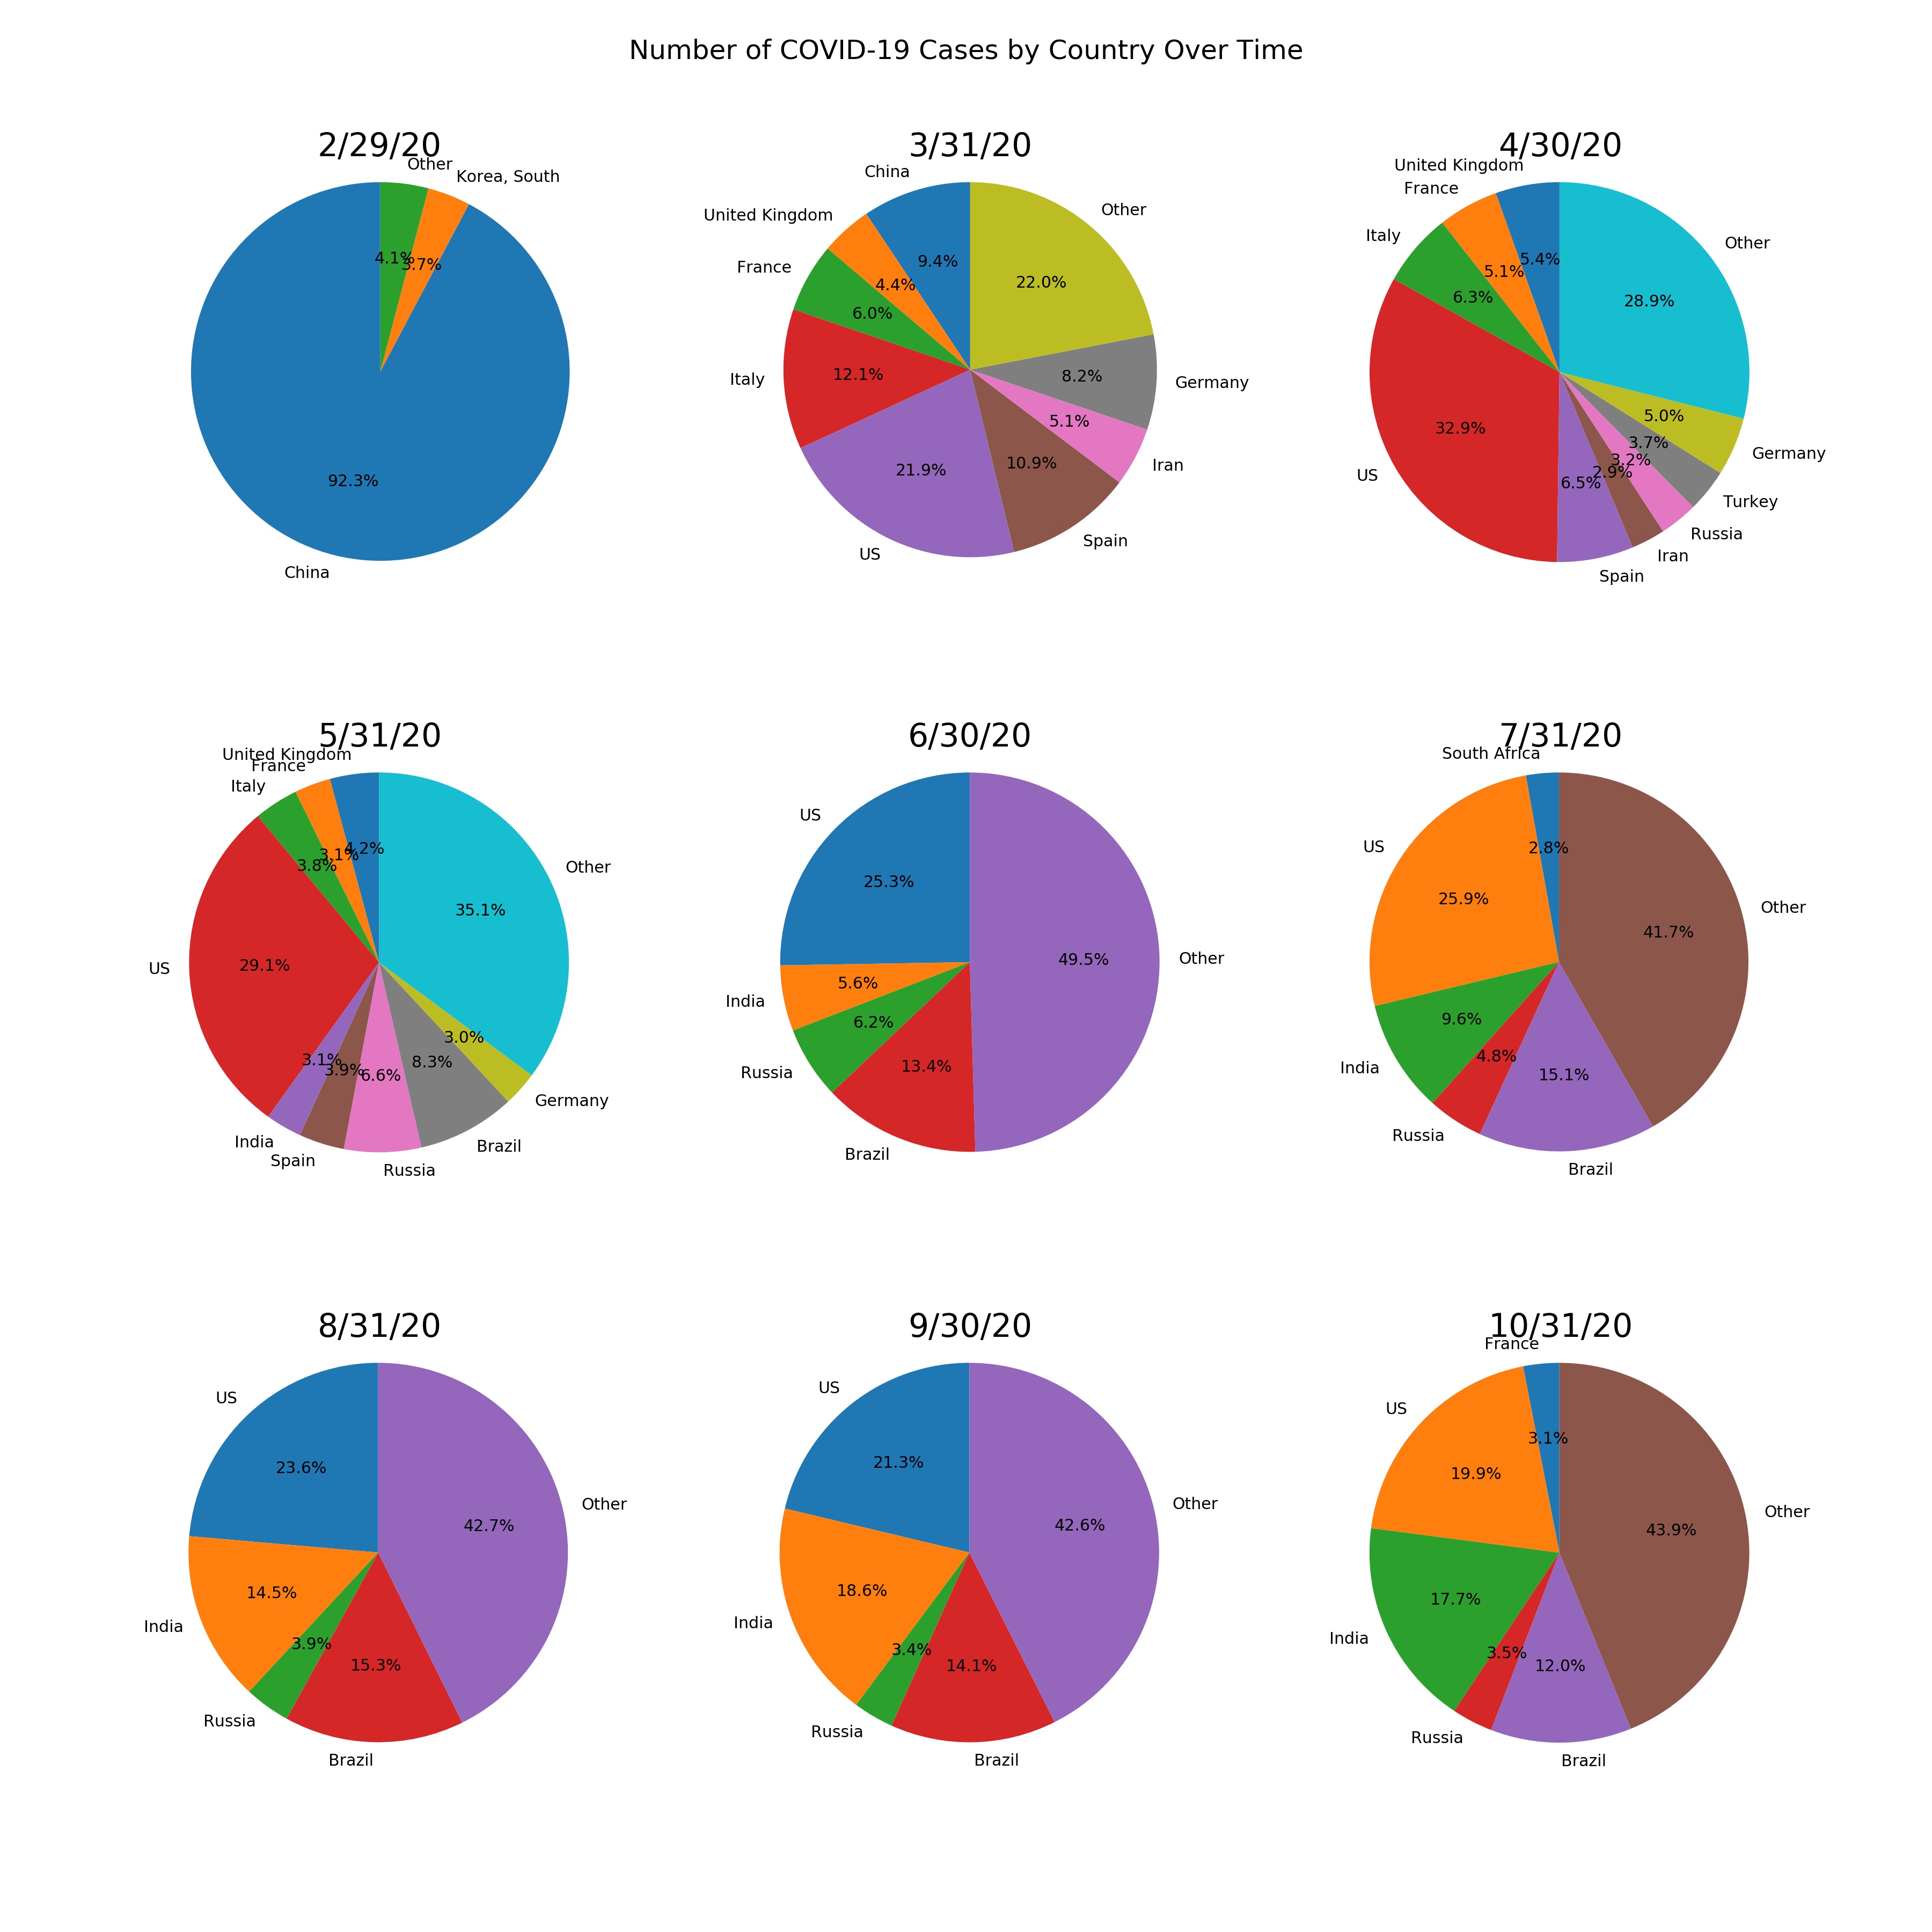 Number of COVID-19 Cases by Country Over Time
2/29/20
Other
Korea, South
4.1%
3.7%
92.3%
China
3/31/20
China
United Kingdom
Other
France
9.4%
22.0%
4.4%
6.0%
Italy
12.1%
8.2%
Germany
5.1%
21.9%
10.9%
Iran
US
Spain
4/30/20
United Kingdom
France
Italy
Other
5.4%
5.1%
6.3%
28.9%
32.9%
5.0%
3.7%
Germany
3.2%
2.9%
US
6.5%
Turkey
Russia
Iran
Spain
5/31/20
United Kingdom
France
Italy
4.2%
3.1%
3.8%
Other
35.1%
US
29.1%
3.0%
3.1%
3.9%
6.6%
8.3%
Germany
India
Spain
Russia
Brazil
6/30/20
US
25.3%
49.5%
Other
5.6%
India
6.2%
Russia
13.4%
Brazil
7/31/20
South Africa
US
2.8%
25.9%
Other
41.7%
9.6%
4.8%
India
15.1%
Russia
Brazil
8/31/20
US
23.6%
Other
42.7%
14.5%
India
3.9%
15.3%
Russia
Brazil
9/30/20
US
21.3%
Other
42.6%
18.6%
India
3.4%
14.1%
Russia
Brazil
10/31/20
France
US
3.1%
19.9%
Other
43.9%
17.7%
India
3.5%
12.0%
Russia
Brazil